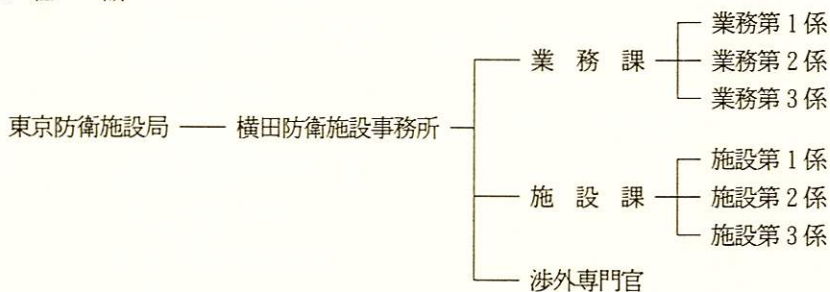 業務第1係
業務課
業務第2係
業務第3係
東京防衛施設局
横田防衛施設事務所
施設第1係
施設課
施設第2係
施設第3係
渉外専門官